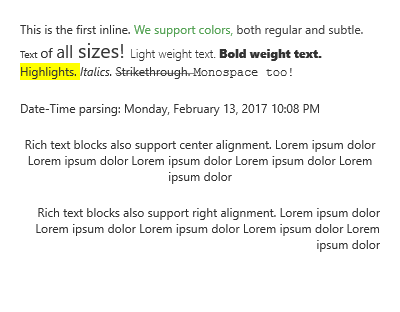 This is the first inline. We support colors, both regular and subtle.
Text of all sizes! Light weight text. Bold weight text.
Highlights. Italics. Strikethrough. Monospace too!
Date-Time parsing: Monday, February 13, 2017 10:08 PM
Rich text blocks also support center alignment. Lorem ipsum dolor
Lorem ipsum dolor Lorem ipsum dolor Lorem ipsum dolor Lorem
ipsum dolor
Rich text blocks also support right alignment. Lorem ipsum dolor
Lorem ipsum dolor Lorem ipsum dolor Lorem ipsum dolor Lorem
ipsum dolor